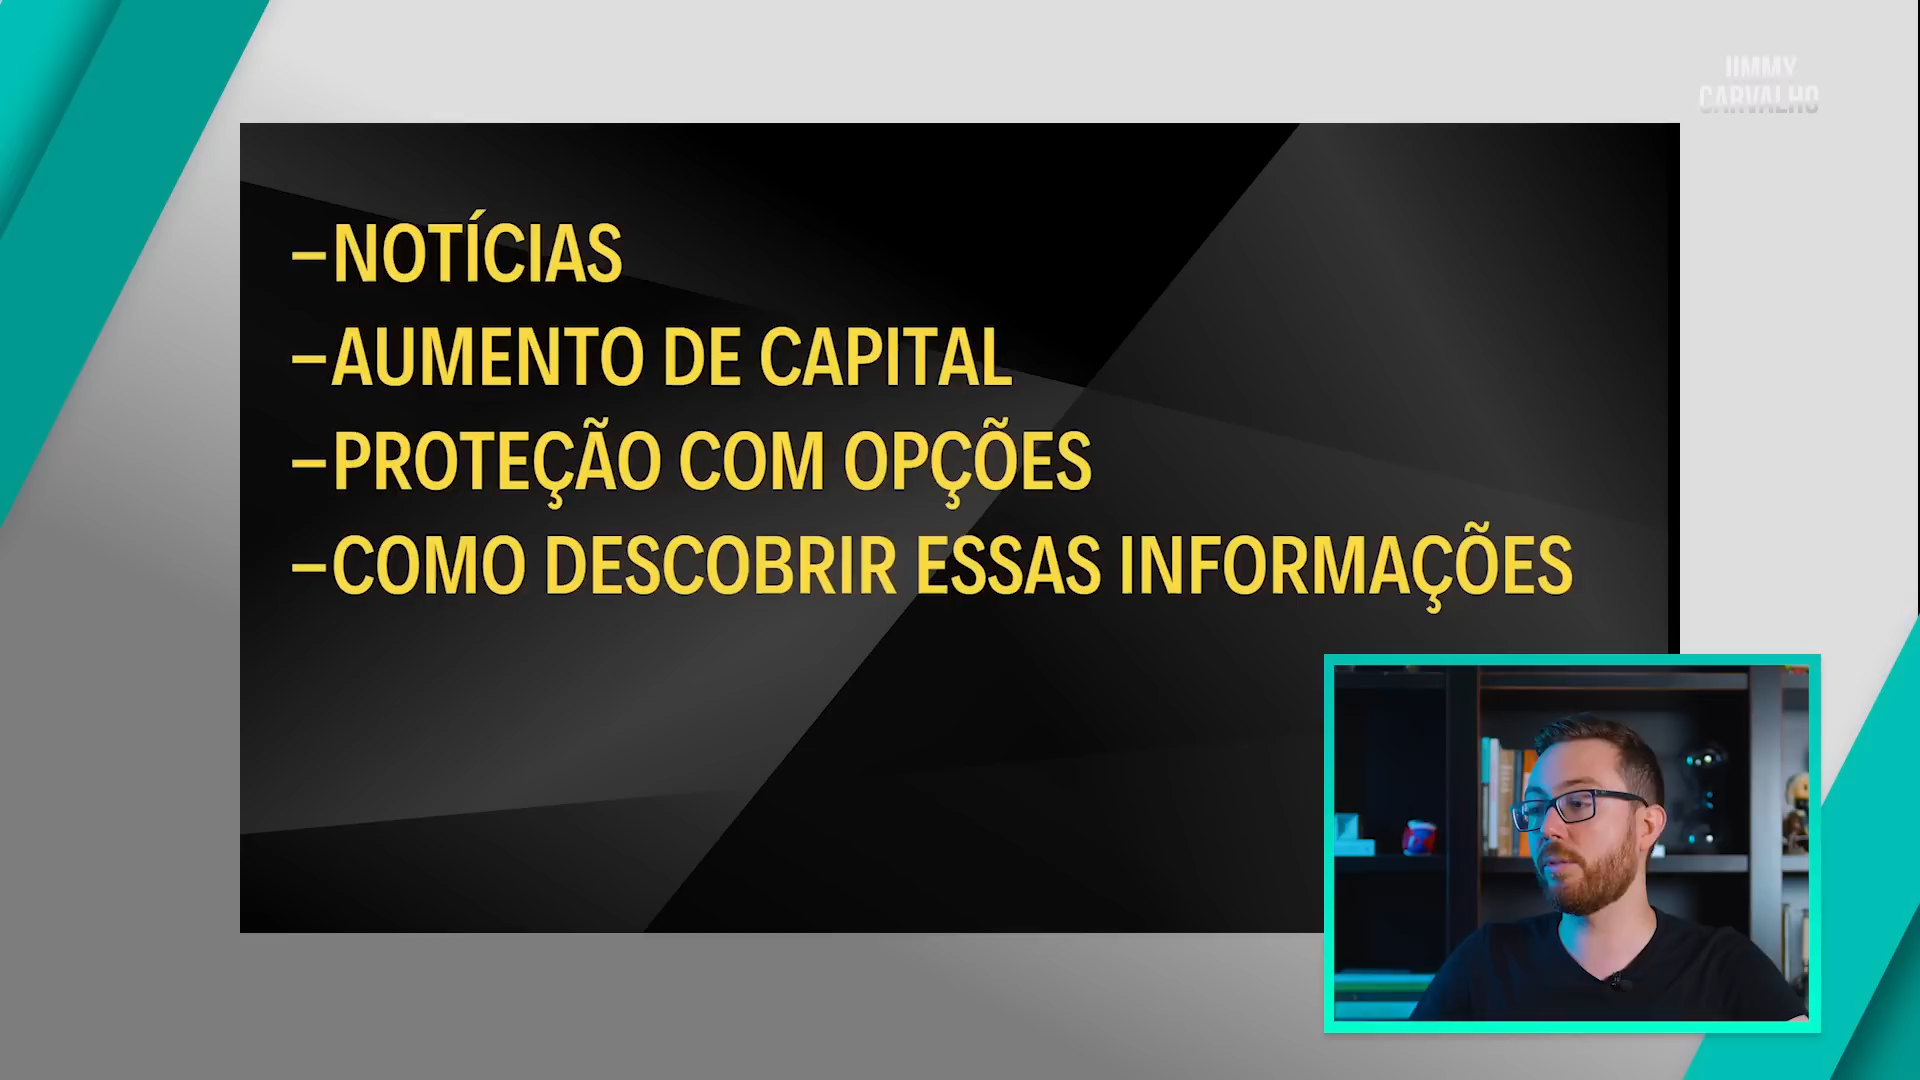 JIMMY
CARVALHO
–NOTÍCIAS
–AUMENTO DE CAPITAL
–PROTEÇÃO COM OPÇÕES
–COMO DESCOBRIR ESSAS INFORMAÇÕES